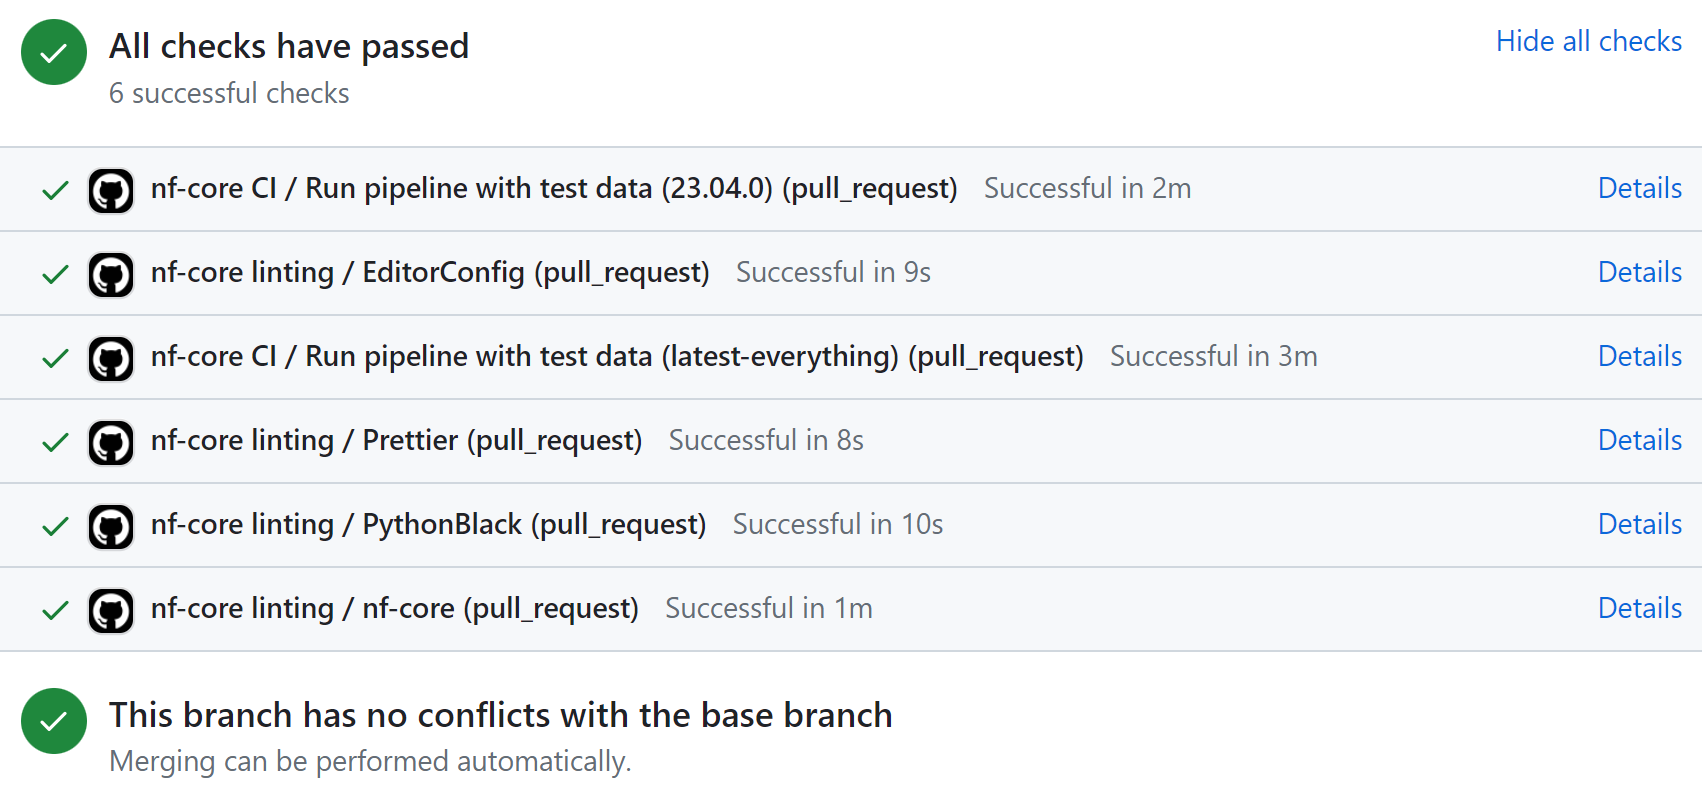 All checks have passed
Hide all checks
6 successful checks
nf-core CI / Run pipeline with test data (23.04.0) (pull_request) Successful in 2m Details
nf-core linting / EditorConfig (pull_request) Successful in 9s Details
nf-core CI / Run pipeline with test data (latest-everything) (pull_request) Successful in 3m Details
nf-core linting / Prettier (pull_request) Successful in 8s Details
nf-core linting / PythonBlack (pull_request) Successful in 10s Details
nf-core linting / nf-core (pull_request) Successful in 1m Details
This branch has no conflicts with the base branch
Merging can be performed automatically.